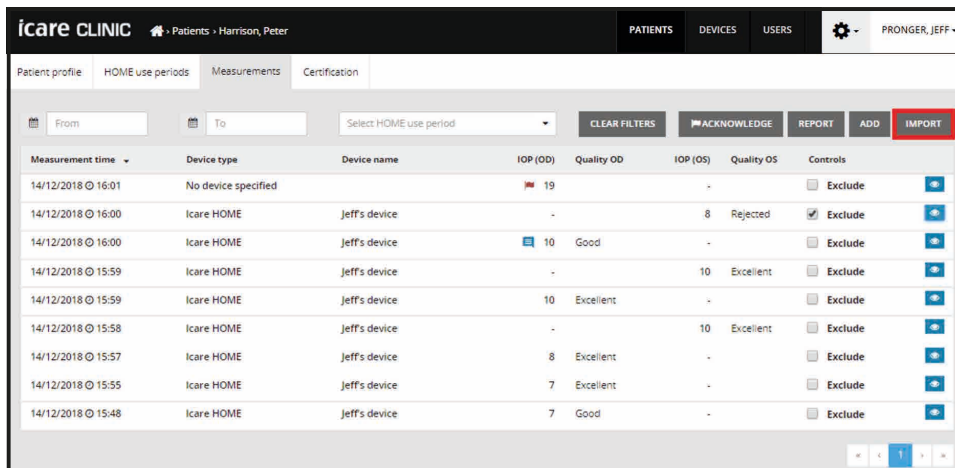 icare CLINIC › Patients › Harrison, Peter PATIENTS DEVICES USERS PRONGER, JEFF
Patient profile HOME use periods Measurements Certification
From To Select HOME use period CLEAR FILTERS ACKNOWLEDGE REPORT ADD IMPORT
Measurement time Device type Device name IOP (OD) Quality OD IOP (OS) Quality OS Controls
14/12/2018 16:01 No device specified 19 - Exclude
14/12/2018 16:00 Icare HOME Jeff's device - 8 Rejected Exclude
14/12/2018 16:00 Icare HOME Jeff's device 10 Good - Exclude
14/12/2018 15:59 Icare HOME Jeff's device - 10 Excellent Exclude
14/12/2018 15:59 Icare HOME Jeff's device 10 Excellent - Exclude
14/12/2018 15:58 Icare HOME Jeff's device - 10 Excellent Exclude
14/12/2018 15:57 Icare HOME Jeff's device 8 Excellent - Exclude
14/12/2018 15:55 Icare HOME Jeff's device 7 Excellent - Exclude
14/12/2018 15:48 Icare HOME Jeff's device 7 Good - Exclude
« ‹ 1 › »